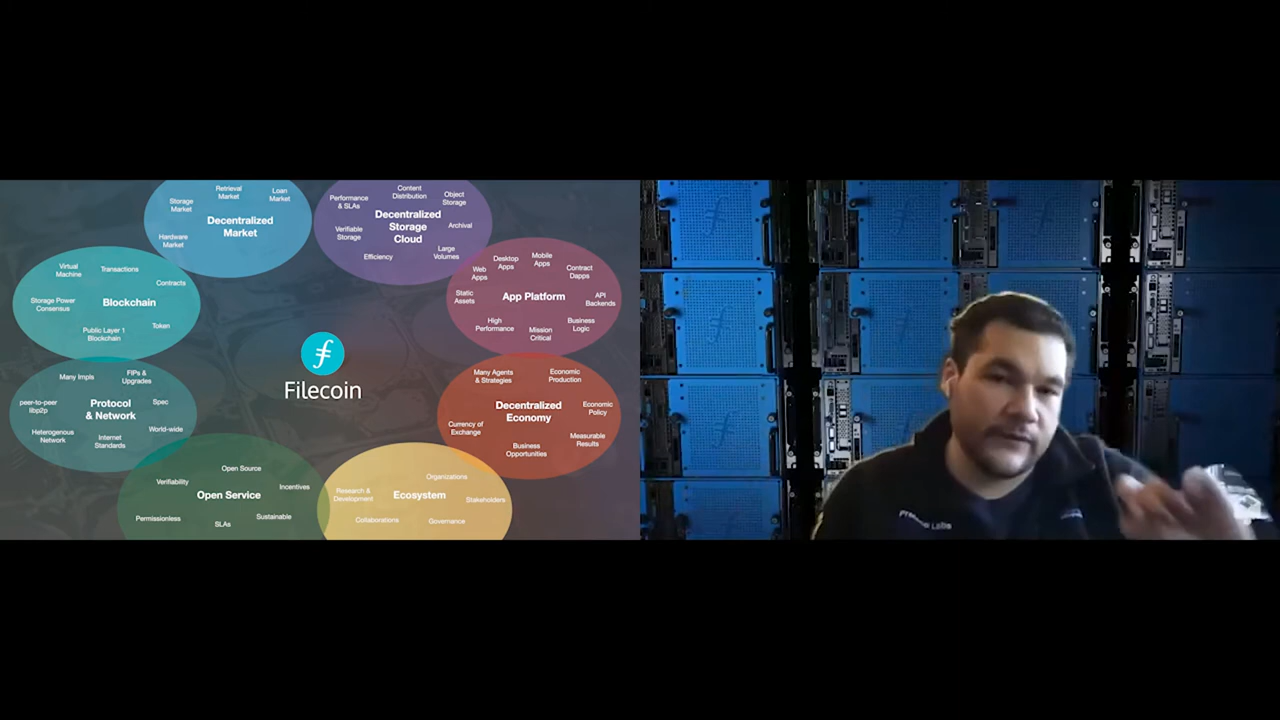 Retrieval
Market
Loan
Market
Storage
Market
Decentralized
Market
Hardware
Market
Content
Distribution
Performance
& SLAs
Object
Storage
Decentralized
Storage
Cloud
Archival
Verifiable
Storage
Large
Volumes
Efficiency
Virtual
Machine
Transactions
Contracts
Storage Power
Consensus
Blockchain
Public Layer 1
Blockchain
Token
Mobile
Apps
Desktop
Apps
Web
Apps
Contract
Dapps
Static
Assets
App Platform
API
Backends
High
Performance
Mission
Critical
Business
Logic
Filecoin
Many Impls
FIPs &
Upgrades
peer-to-peer
libp2p
Protocol
& Network
Spec
World-wide
Heterogenous
Network
Internet
Standards
Many Agents
& Strategies
Economic
Production
Decentralized
Economy
Economic
Policy
Currency of
Exchange
Measurable
Results
Business
Opportunities
Open Source
Verifiability
Incentives
Open Service
Permissionless
SLAs
Sustainable
Organizations
Research &
Development
Ecosystem
Stakeholders
Collaborations
Governance
Labs